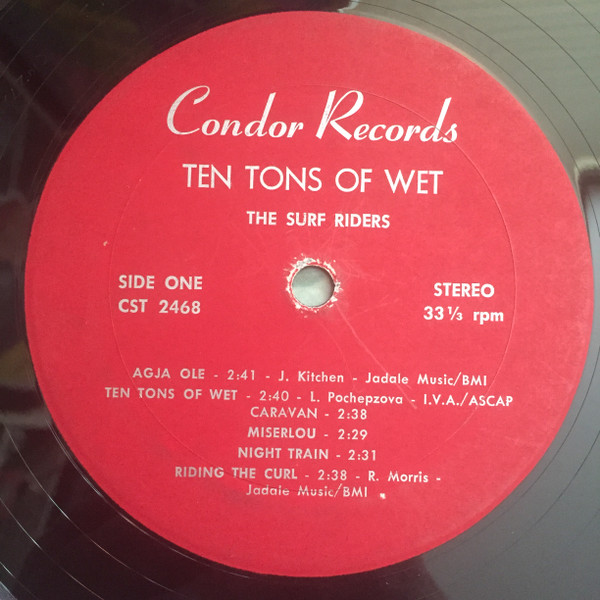 Condor Records
TEN TONS OF WET
THE SURF RIDERS
SIDE ONE
CST 2468
STEREO
33 1/3 rpm
AGJA OLE - 2:41 - J. Kitchen - Jadale Music/BMI
TEN TONS OF WET - 2:40 - L. Pochepzova - I.V.A./ASCAP
CARAVAN - 2:38
MISERLOU - 2:29
NIGHT TRAIN - 2:31
RIDING THE CURL - 2:38 - R. Morris -
Jadale Music/BMI